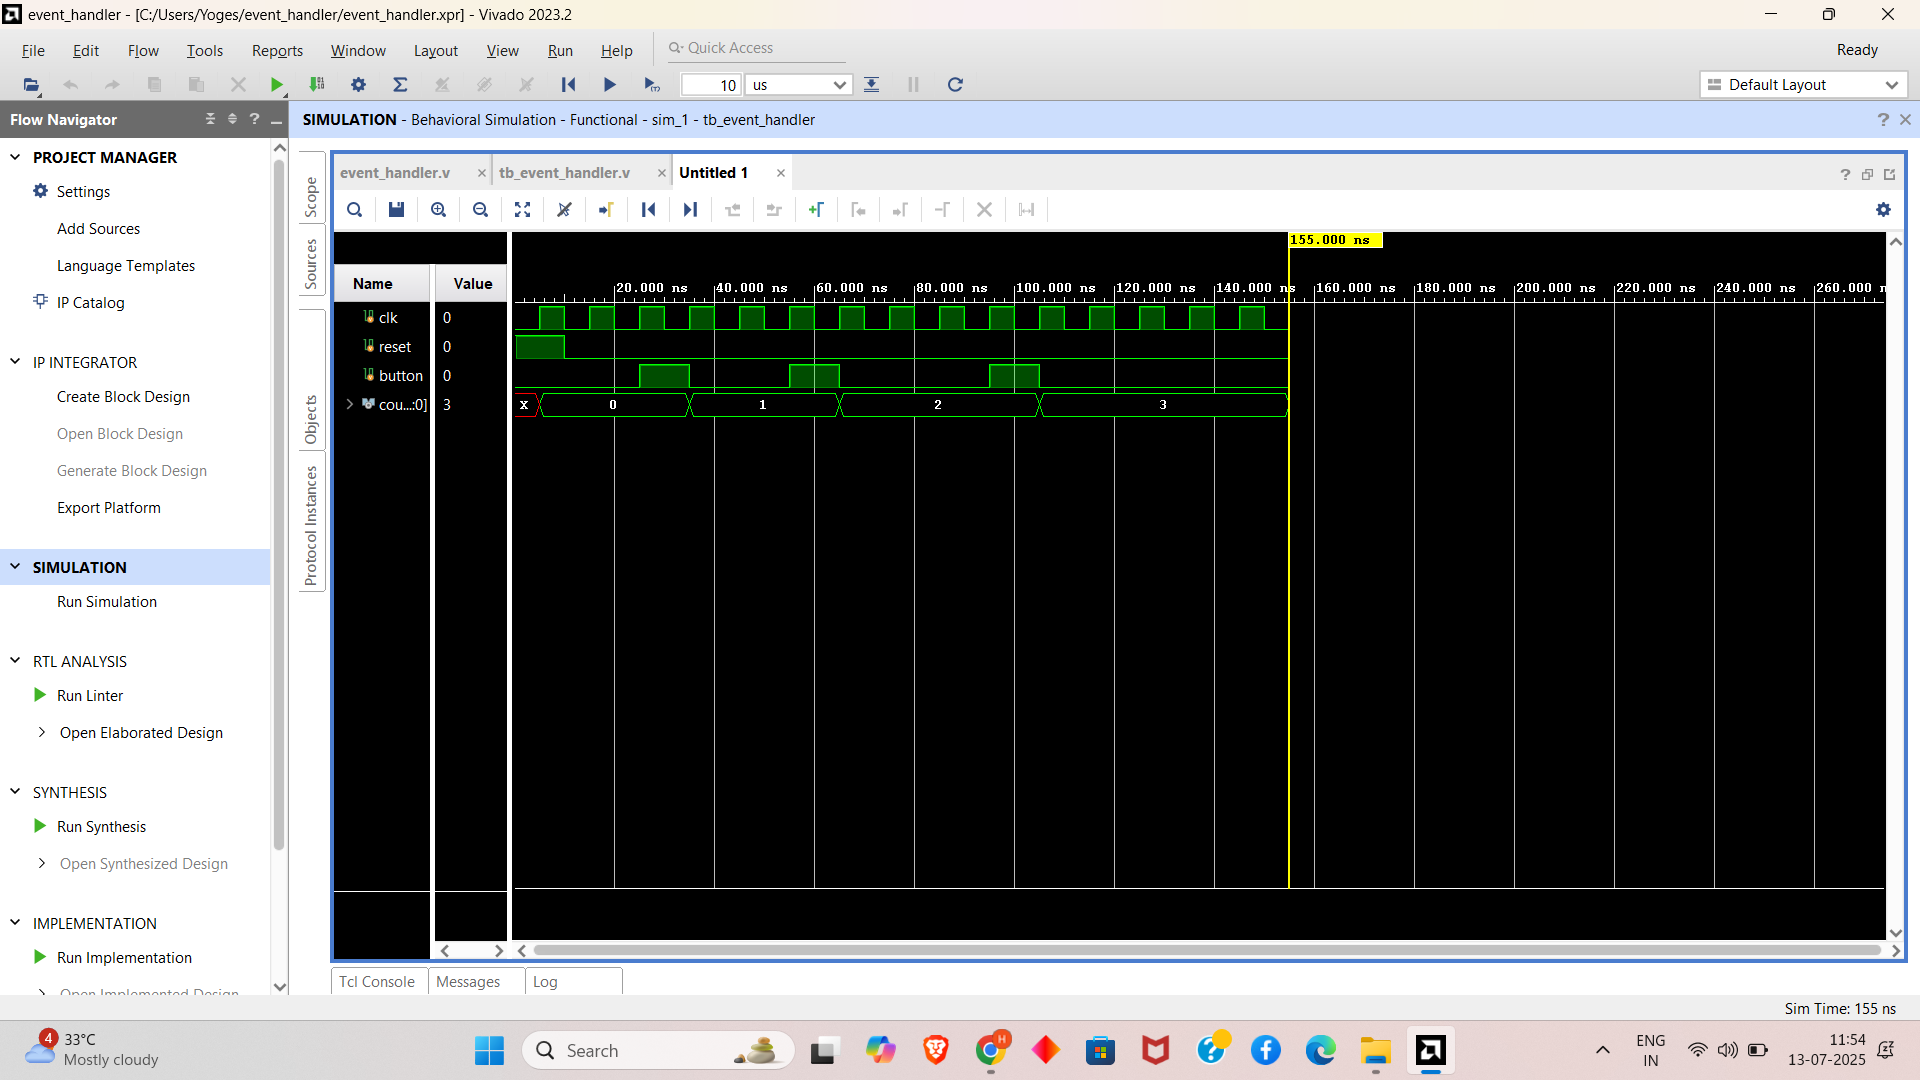 event_handler - [C:/Users/Yoges/event_handler/event_handler.xpr] - Vivado 2023.2
File Edit Flow Tools Reports Window Layout View Run Help Quick Access Ready
10 us Default Layout
Flow Navigator
SIMULATION - Behavioral Simulation - Functional - sim_1 - tb_event_handler
PROJECT MANAGER
Settings
Add Sources
Language Templates
IP Catalog
IP INTEGRATOR
Create Block Design
Open Block Design
Generate Block Design
Export Platform
SIMULATION
Run Simulation
RTL ANALYSIS
Run Linter
Open Elaborated Design
SYNTHESIS
Run Synthesis
Open Synthesized Design
IMPLEMENTATION
Run Implementation
Open Implemented Design
Scope
Sources
Objects
Protocol Instances
event_handler.v tb_event_handler.v Untitled 1
155.000 ns
Name Value
20.000 ns 40.000 ns 60.000 ns 80.000 ns 100.000 ns 120.000 ns 140.000 ns 160.000 ns 180.000 ns 200.000 ns 220.000 ns 240.000 ns 260.000 n
clk 0
reset 0
button 0
cou...:0] 3 X 0 1 2 3
Tcl Console Messages Log
Sim Time: 155 ns
4 33°C
Mostly cloudy
Search
H
ENG
IN
11:54
13-07-2025